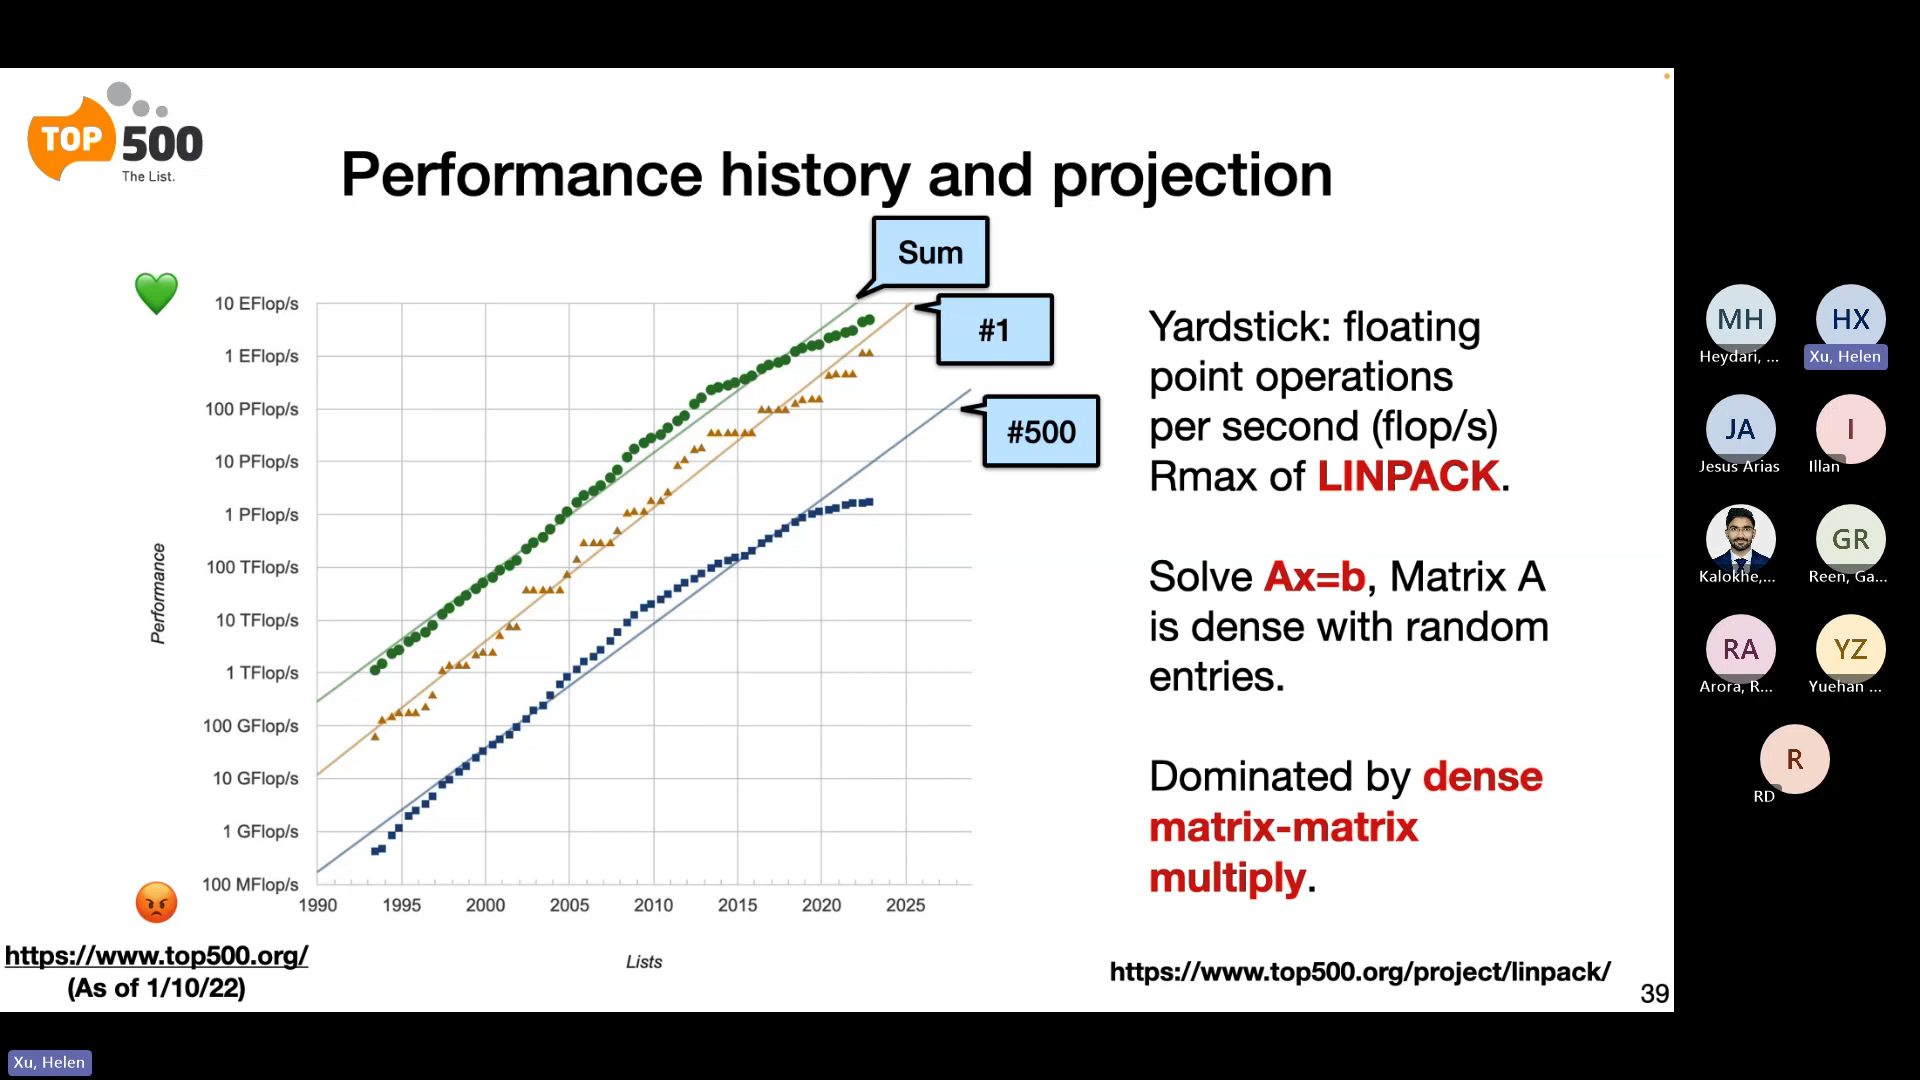 TOP 500
The List.
Performance history and projection
Sum
#1
#500
10 EFlop/s
1 EFlop/s
100 PFlop/s
10 PFlop/s
1 PFlop/s
100 TFlop/s
10 TFlop/s
1 TFlop/s
100 GFlop/s
10 GFlop/s
1 GFlop/s
100 MFlop/s
Performance
1990 1995 2000 2005 2010 2015 2020 2025
Lists
https://www.top500.org/
(As of 1/10/22)
Yardstick: floating
point operations
per second (flop/s)
Rmax of LINPACK.
Solve Ax=b, Matrix A
is dense with random
entries.
Dominated by dense
matrix-matrix
multiply.
https://www.top500.org/project/linpack/
39
MH HX
Heydari, ... Xu, Helen
JA I
Jesus Arias Illan
GR
Kalokhe,... Reen, Ga...
RA YZ
Arora, R... Yuehan ...
R
RD
Xu, Helen